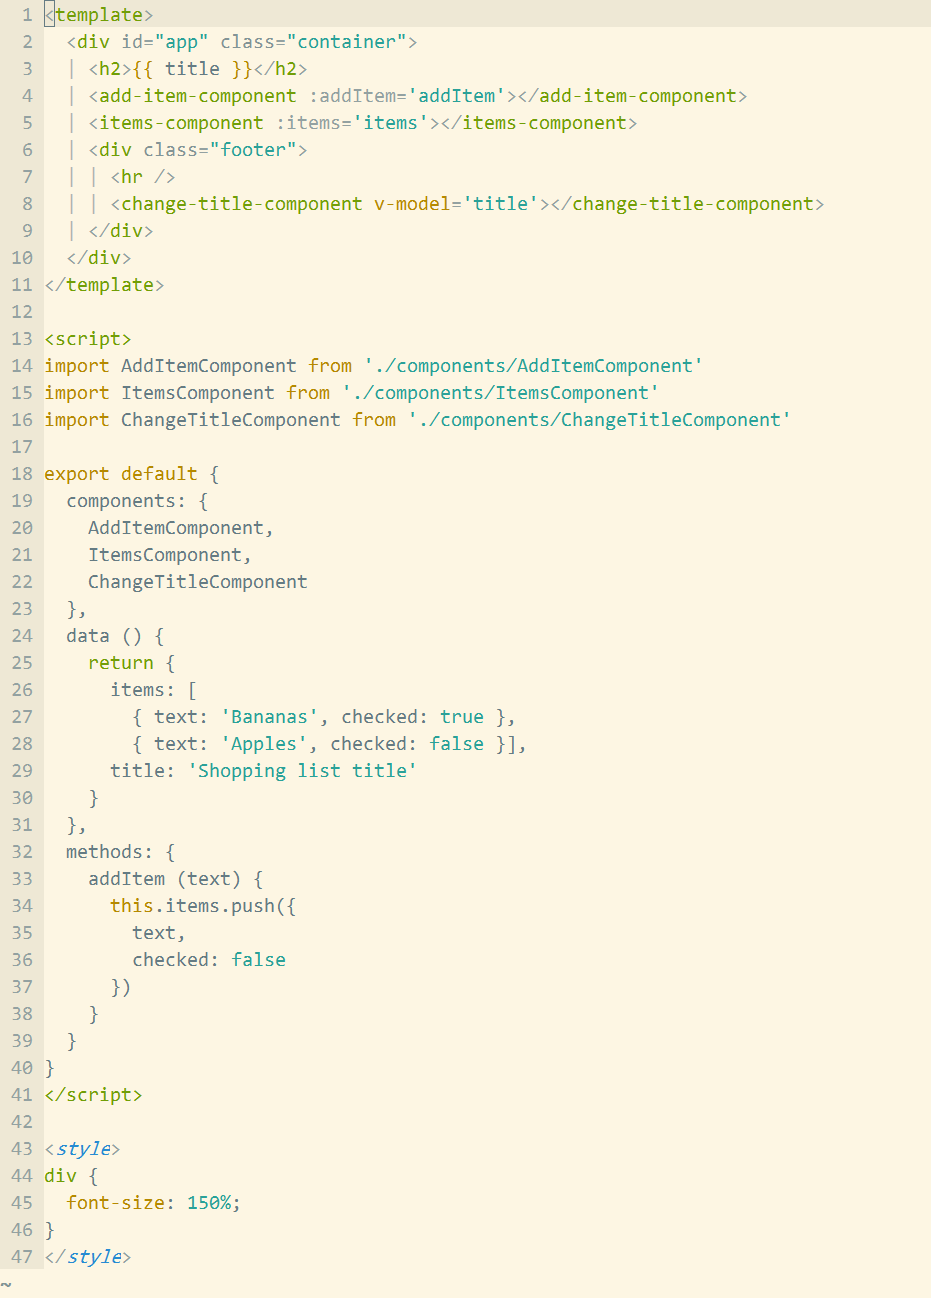 1 <template>
2   <div id="app" class="container">
3   | <h2>{{ title }}</h2>
4   | <add-item-component :addItem='addItem'></add-item-component>
5   | <items-component :items='items'></items-component>
6   | <div class="footer">
7   | | <hr />
8   | | <change-title-component v-model='title'></change-title-component>
9   | </div>
10   </div>
11 </template>
12
13 <script>
14 import AddItemComponent from './components/AddItemComponent'
15 import ItemsComponent from './components/ItemsComponent'
16 import ChangeTitleComponent from './components/ChangeTitleComponent'
17
18 export default {
19   components: {
20     AddItemComponent,
21     ItemsComponent,
22     ChangeTitleComponent
23   },
24   data () {
25     return {
26       items: [
27         { text: 'Bananas', checked: true },
28         { text: 'Apples', checked: false }],
29       title: 'Shopping list title'
30     }
31   },
32   methods: {
33     addItem (text) {
34       this.items.push({
35         text,
36         checked: false
37       })
38     }
39   }
40 }
41 </script>
42
43 <style>
44 div {
45   font-size: 150%;
46 }
47 </style>
~